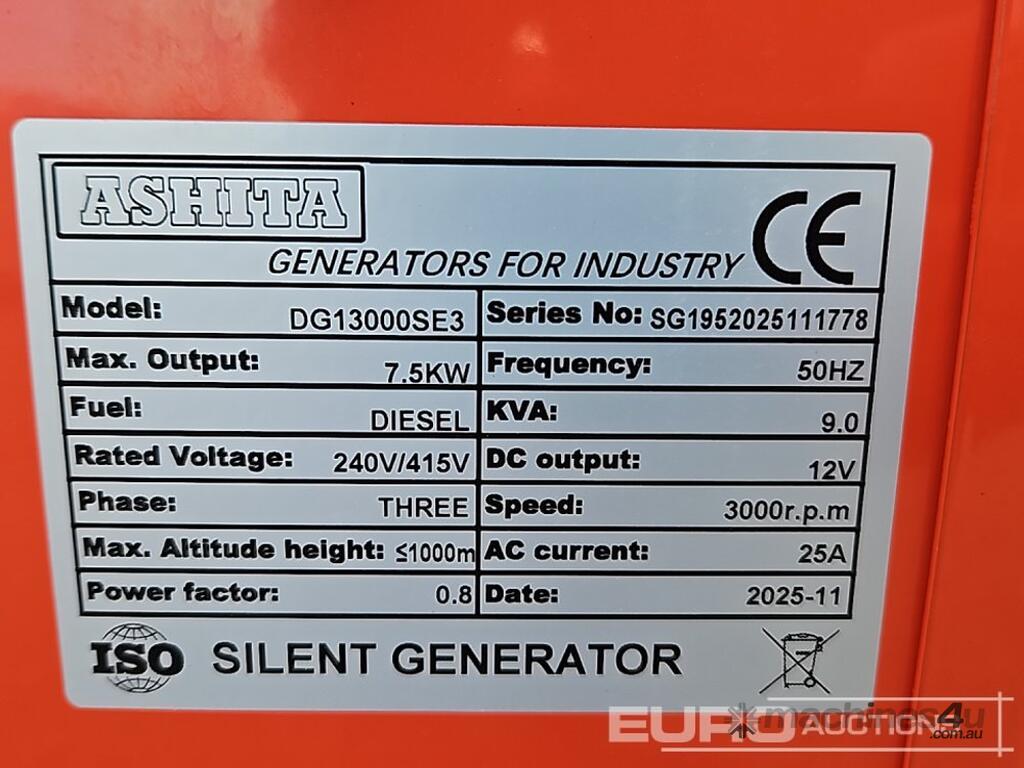 ASHITA
GENERATORS FOR INDUSTRY CE
Model: DG13000SE3 Series No: SG1952025111778
Max. Output: 7.5KW Frequency: 50HZ
Fuel: DIESEL KVA: 9.0
Rated Voltage: 240V/415V DC output: 12V
Phase: THREE Speed: 3000r.p.m
Max. Altitude height: ≤1000m AC current: 25A
Power factor: 0.8 Date: 2025-11
ISO SILENT GENERATOR
EURO AUCTIONS
machines4u
.com.au